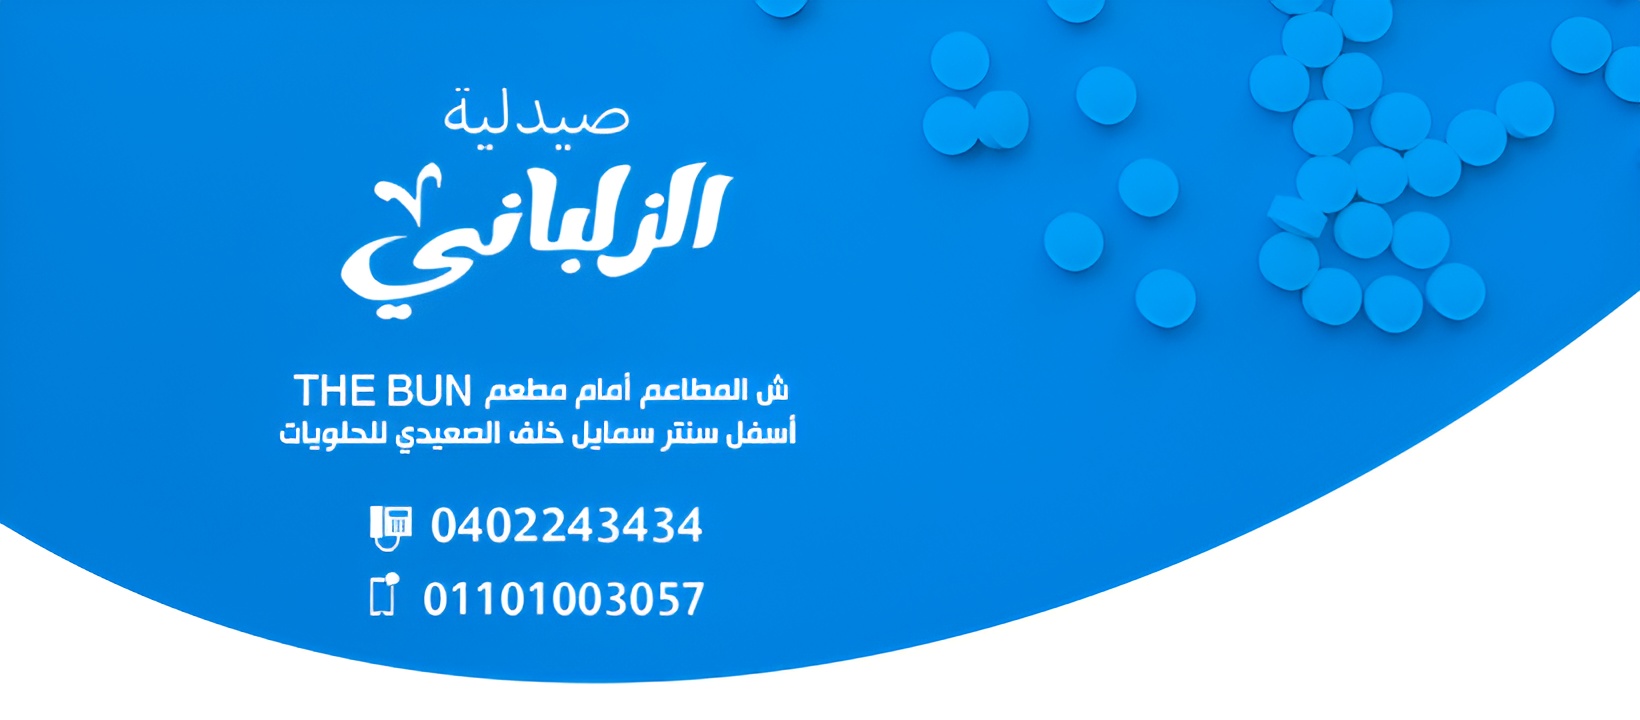 صيدلية
الزلباني
ش المطاعم أمام مطعم THE BUN
أسفل سنتر سمايل خلف الصعيدي للحلويات
0402243434
01101003057